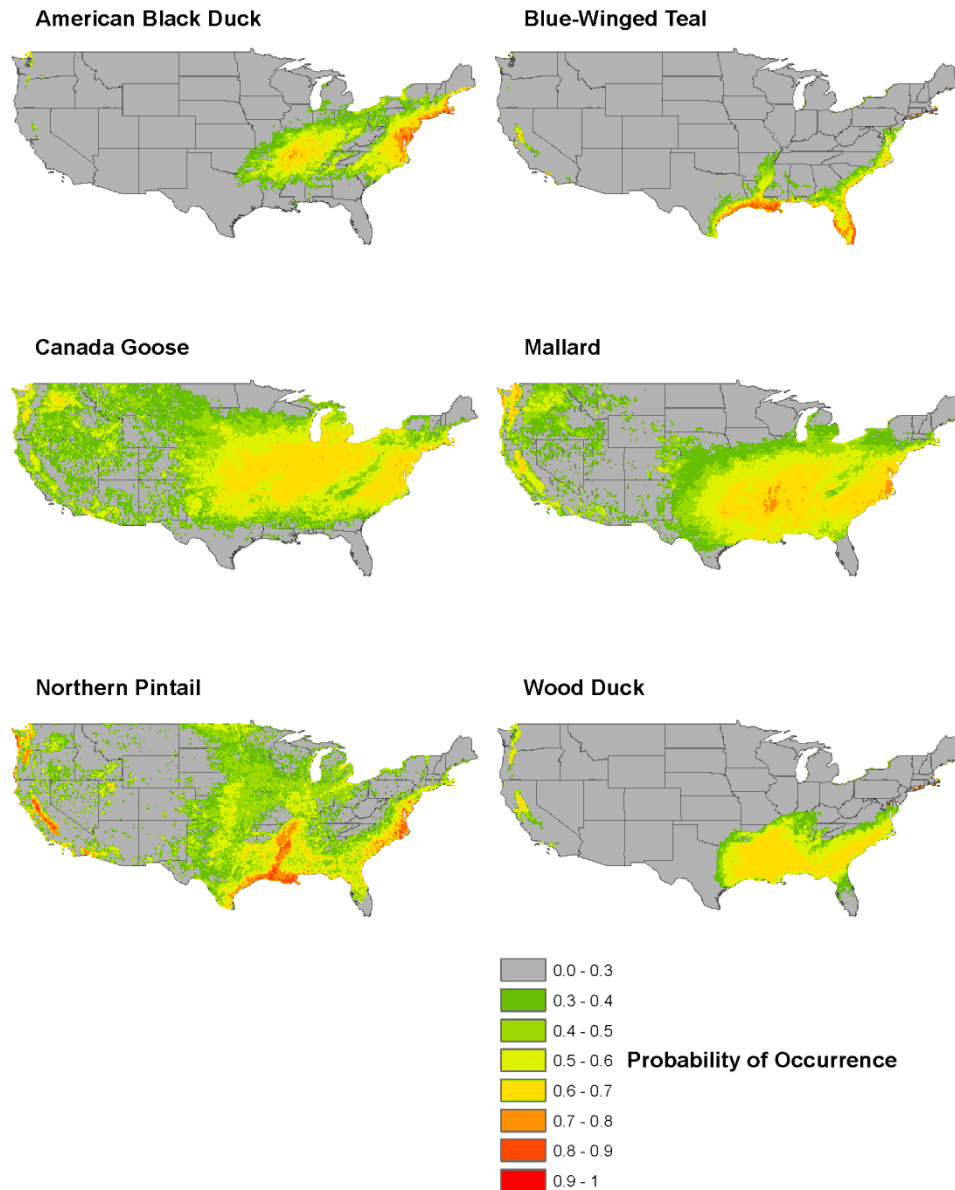 American Black Duck
Blue-Winged Teal
Canada Goose
Mallard
Northern Pintail
Wood Duck
0.0 - 0.3
0.3 - 0.4
0.4 - 0.5
0.5 - 0.6
Probability of Occurrence
0.6 - 0.7
0.7 - 0.8
0.8 - 0.9
0.9 - 1